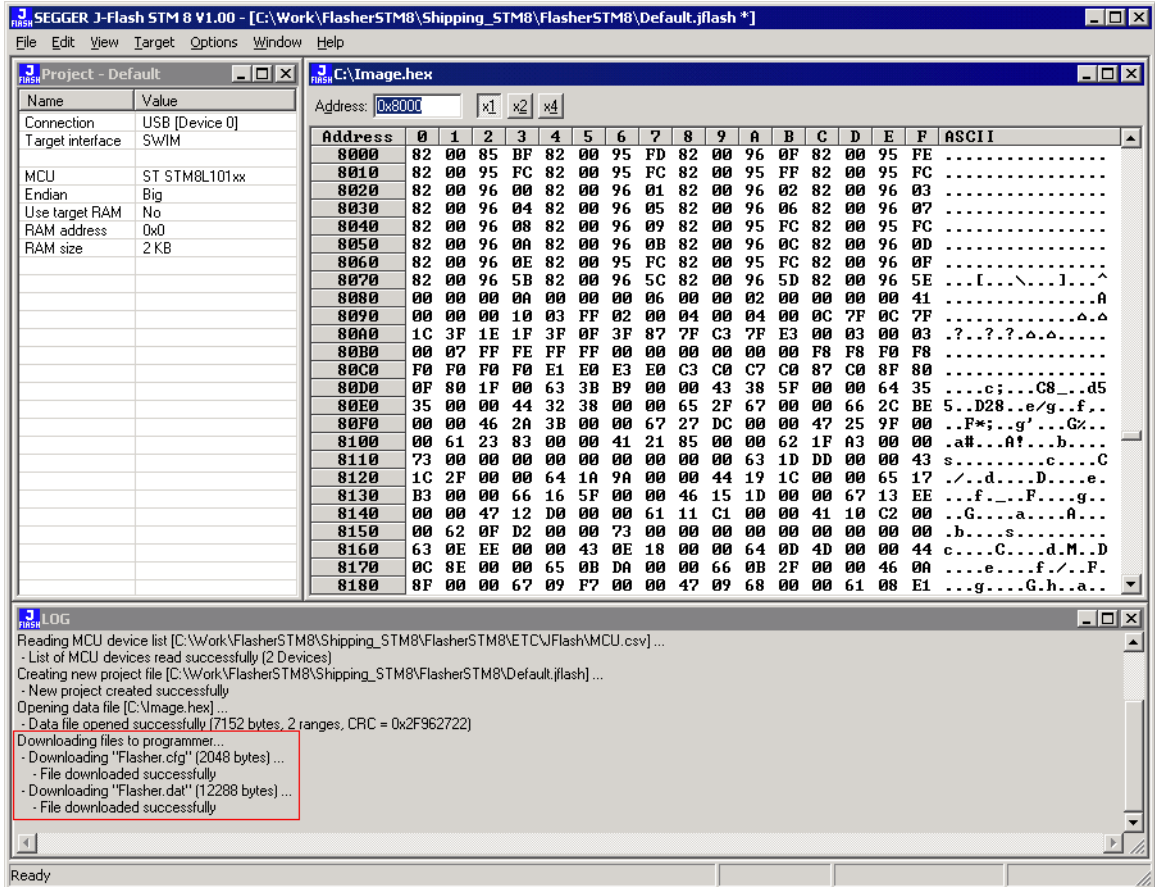 SEGGER J-Flash STM 8 V1.00 - [C:\Work\FlasherSTM8\Shipping_STM8\FlasherSTM8\Default.jflash *]
File Edit View Target Options Window Help
Project - Default
Name Value
Connection USB [Device 0]
Target interface SWIM
MCU ST STM8L101xx
Endian Big
Use target RAM No
RAM address 0x0
RAM size 2 KB
C:\Image.hex
Address: 0x8000 x1 x2 x4
Address 0 1 2 3 4 5 6 7 8 9 A B C D E F ASCII
8000 82 00 85 BF 82 00 95 FD 82 00 96 0F 82 00 95 FE ................
8010 82 00 95 FC 82 00 95 FC 82 00 95 FF 82 00 95 FC ................
8020 82 00 96 00 82 00 96 01 82 00 96 02 82 00 96 03 ................
8030 82 00 96 04 82 00 96 05 82 00 96 06 82 00 96 07 ................
8040 82 00 96 08 82 00 96 09 82 00 95 FC 82 00 95 FC ................
8050 82 00 96 0A 82 00 96 0B 82 00 96 0C 82 00 96 0D ................
8060 82 00 96 0E 82 00 95 FC 82 00 95 FC 82 00 96 0F ................
8070 82 00 96 5B 82 00 96 5C 82 00 96 5D 82 00 96 5E ...[...\...]...^
8080 00 00 00 0A 00 00 00 06 00 00 02 00 00 00 00 41 ...............A
8090 00 00 00 10 03 FF 02 00 04 00 04 00 0C 7F 0C 7F .............⌂.⌂
80A0 1C 3F 1E 1F 3F 0F 3F 87 7F C3 7F E3 00 03 00 03 .?..?.?.⌂.⌂.....
80B0 00 07 FF FE FF FF 00 00 00 00 00 00 F8 F8 F0 F8 ................
80C0 F0 F0 F0 F0 E1 E0 E3 E0 C3 C0 C7 C0 87 C0 8F 80 ................
80D0 0F 80 1F 00 63 3B B9 00 00 43 38 5F 00 00 64 35 ....c;...C8_..d5
80E0 35 00 00 44 32 38 00 00 65 2F 67 00 00 66 2C BE 5..D28..e/g..f,.
80F0 00 00 46 2A 3B 00 00 67 27 DC 00 00 47 25 9F 00 ..F*;..g'...G%..
8100 00 61 23 83 00 00 41 21 85 00 00 62 1F A3 00 00 .a#...A!...b....
8110 73 00 00 00 00 00 00 00 00 00 63 1D DD 00 00 43 s.........c....C
8120 1C 2F 00 00 64 1A 9A 00 00 44 19 1C 00 00 65 17 ./..d....D....e.
8130 B3 00 00 66 16 5F 00 00 46 15 1D 00 00 67 13 EE ...f._..F....g..
8140 00 00 47 12 D0 00 00 61 11 C1 00 00 41 10 C2 00 ..G....a....A...
8150 00 62 0F D2 00 00 73 00 00 00 00 00 00 00 00 00 .b....s.........
8160 63 0E EE 00 00 43 0E 18 00 00 64 0D 4D 00 00 44 c....C....d.M..D
8170 0C 8E 00 00 65 0B DA 00 00 66 0B 2F 00 00 46 0A ....e....f./..F.
8180 8F 00 00 67 09 F7 00 00 47 09 68 00 00 61 08 E1 ...g....G.h..a..
LOG
Reading MCU device list [C:\Work\FlasherSTM8\Shipping_STM8\FlasherSTM8\ETC\JFlash\MCU.csv] ...
- List of MCU devices read successfully (2 Devices)
Creating new project file [C:\Work\FlasherSTM8\Shipping_STM8\FlasherSTM8\Default.jflash] ...
- New project created successfully
Opening data file [C:\Image.hex] ...
- Data file opened successfully (7152 bytes, 2 ranges, CRC = 0x2F962722)
Downloading files to programmer...
- Downloading "Flasher.cfg" (2048 bytes) ...
- File downloaded successfully
- Downloading "Flasher.dat" (12288 bytes) ...
- File downloaded successfully
Ready